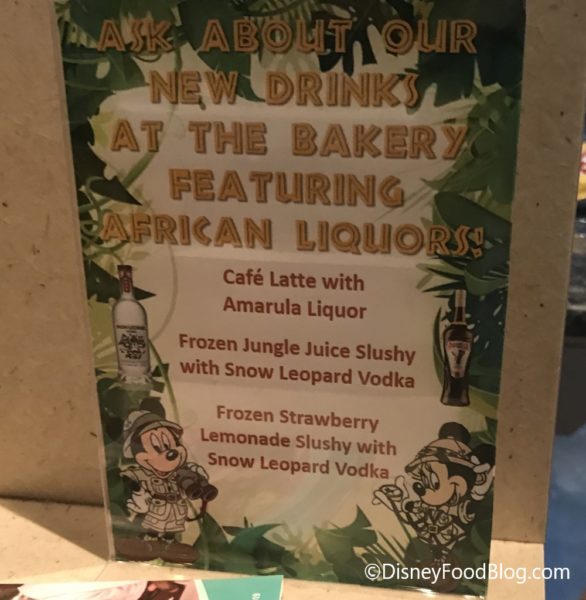 ASK ABOUT OUR
NEW DRINKS
AT THE BAKERY
FEATURING
AFRICAN LIQUORS!
Café Latte with
Amarula Liquor
Frozen Jungle Juice Slushy
with Snow Leopard Vodka
Frozen Strawberry
Lemonade Slushy with
Snow Leopard Vodka
©DisneyFoodBlog.com